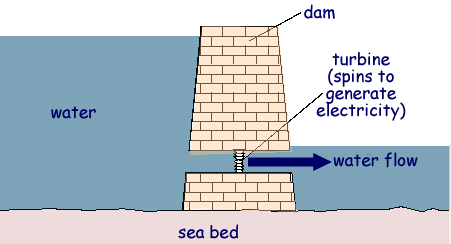 dam
turbine
(spins to
generate
electricity)
water
water flow
sea bed